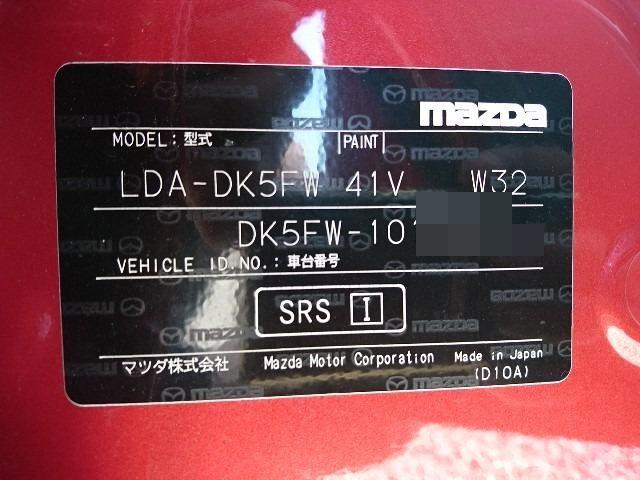 mazda
MODEL: 型式 PAINT
LDA-DK5FW 41V W32
DK5FW-10
VEHICLE ID.NO.: 車台番号
SRS I
マツダ株式会社 Mazda Motor Corporation Made in Japan
(D10A)